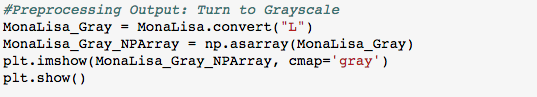 #Preprocessing Output: Turn to Grayscale
MonaLisa_Gray = MonaLisa.convert("L")
MonaLisa_Gray_NPArray = np.asarray(MonaLisa_Gray)
plt.imshow(MonaLisa_Gray_NPArray, cmap='gray')
plt.show()